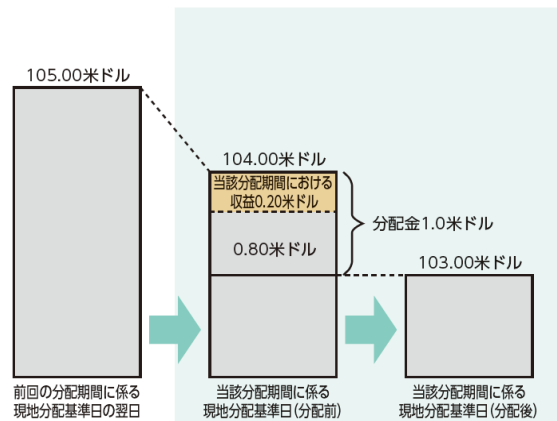 105.00米ドル
104.00米ドル
当該分配期間における
収益0.20米ドル
0.80米ドル
分配金1.0米ドル
103.00米ドル
前回の分配期間に係る
現地分配基準日の翌日
当該分配期間に係る
現地分配基準日(分配前)
当該分配期間に係る
現地分配基準日(分配後)